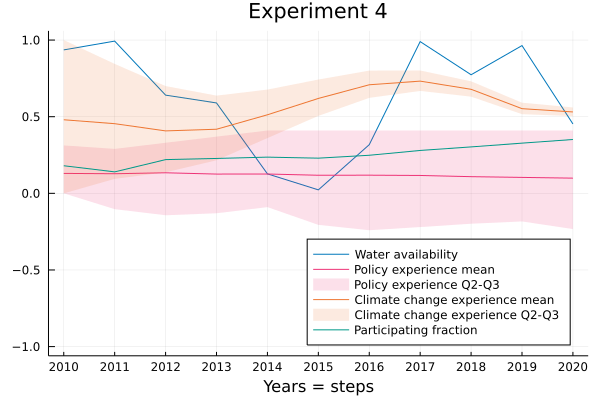 Experiment 4
1.0
0.5
0.0
−0.5
−1.0
Water availability
Policy experience mean
Policy experience Q2-Q3
Climate change experience mean
Climate change experience Q2-Q3
Participating fraction
2010 2011 2012 2013 2014 2015 2016 2017 2018 2019 2020
Years = steps